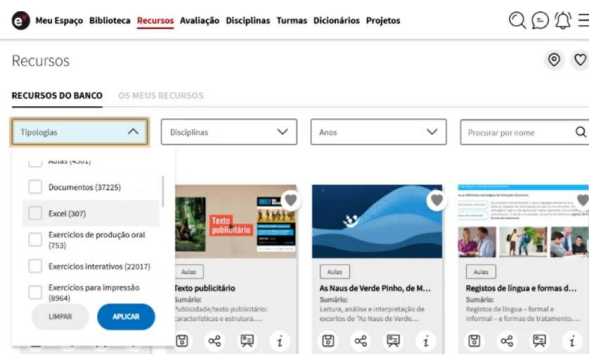 e Meu Espaço Biblioteca Recursos Avaliação Disciplinas Turmas Dicionários Projetos
Recursos
RECURSOS DO BANCO OS MEUS RECURSOS
Tipologias Disciplinas Anos Procurar por nome
Aulas (4301)
Documentos (37225)
Excel (307)
Exercícios de produção oral
(753)
Exercícios interativos (22017)
Exercícios para impressão
(8964)
LIMPAR APLICAR
Texto
publicitário
Aulas
Texto publicitário
Sumário:
Publicidade/texto publicitário:
características e estrutura....
Aulas
As Naus de Verde Pinho, de M...
Sumário:
Leitura, análise e interpretação de
excertos de "As Naus de Verde...
Aulas
Registos de língua e formas d...
Sumário:
Registos de língua – formal e
informal – e formas de tratamento....